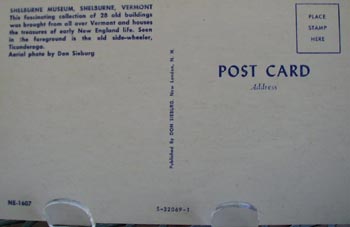 SHELBURNE MUSEUM, SHELBURNE, VERMONT
This fascinating collection of 28 old buildings
was brought from all over Vermont and houses
the treasures of early New England life. Seen
in the foreground is the old side-wheeler,
Ticonderoga.
Aerial photo by Don Sieburg
PLACE
STAMP
HERE
POST CARD
Address
Published by DON SIEBURG, New London, N. H.
NE-1607
S-32069-1